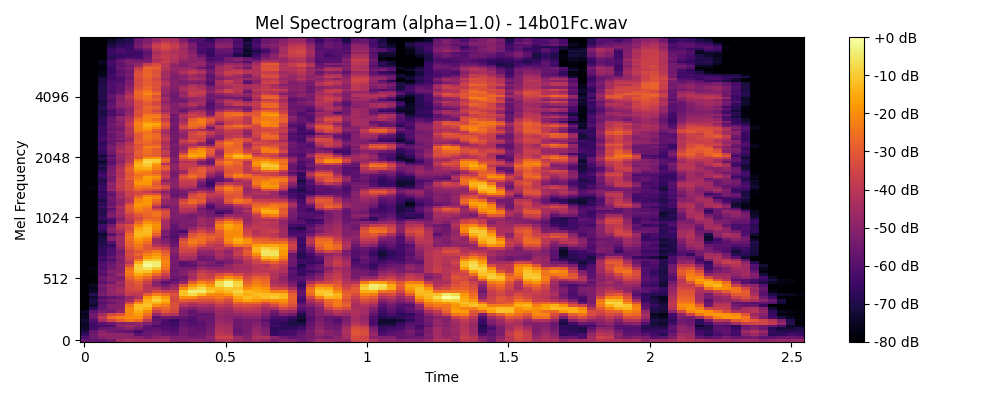 Mel Spectrogram (alpha=1.0) - 14b01Fc.wav
Mel Frequency
4096
2048
1024
512
0
0
0.5
1
1.5
2
2.5
Time
+0 dB
-10 dB
-20 dB
-30 dB
-40 dB
-50 dB
-60 dB
-70 dB
-80 dB